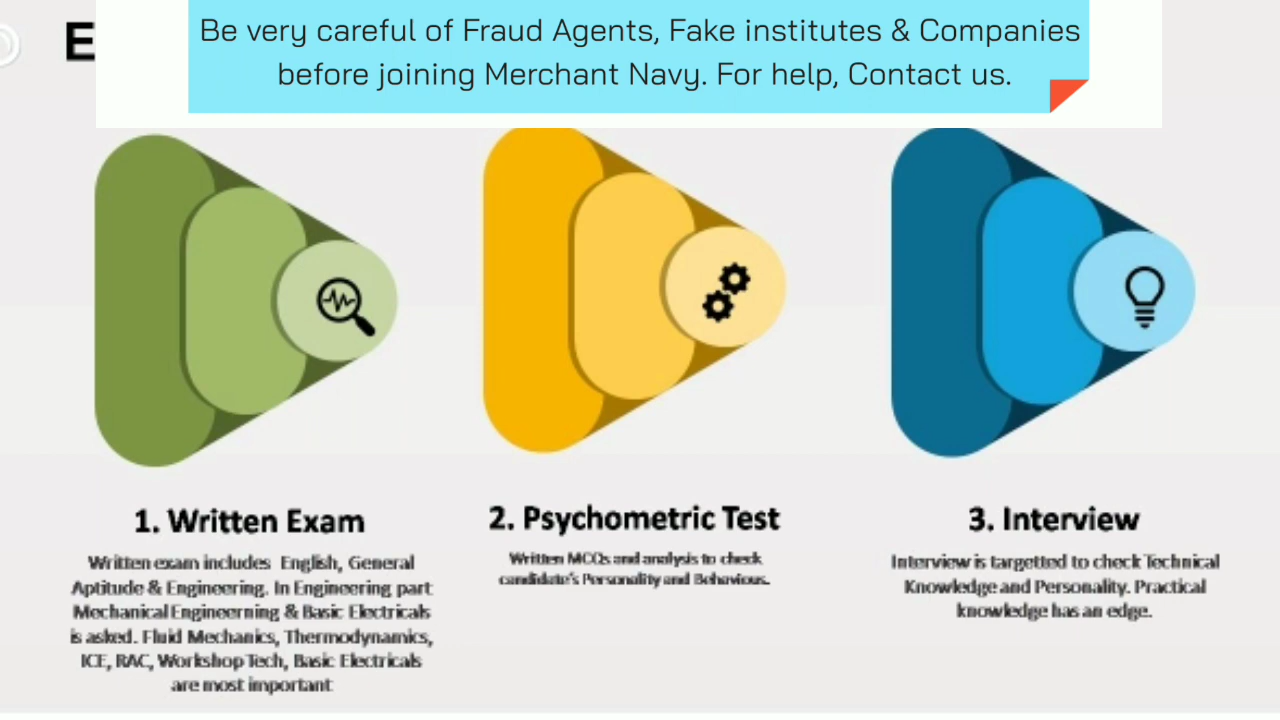 E
Be very careful of Fraud Agents, Fake institutes & Companies
before joining Merchant Navy. For help, Contact us.
1. Written Exam
Written exam includes English, General
Aptitude & Engineering. In Engineering part
Mechanical Engineerning & Basic Electricals
is asked. Fluid Mechanics, Thermodynamics,
ICE, RAC, Workshop Tech, Basic Electricals
are most important
2. Psychometric Test
Written MCQs and analysis to check
candidate's Personality and Behavious.
3. Interview
Interview is targetted to check Technical
Knowledge and Personality. Practical
knowledge has an edge.